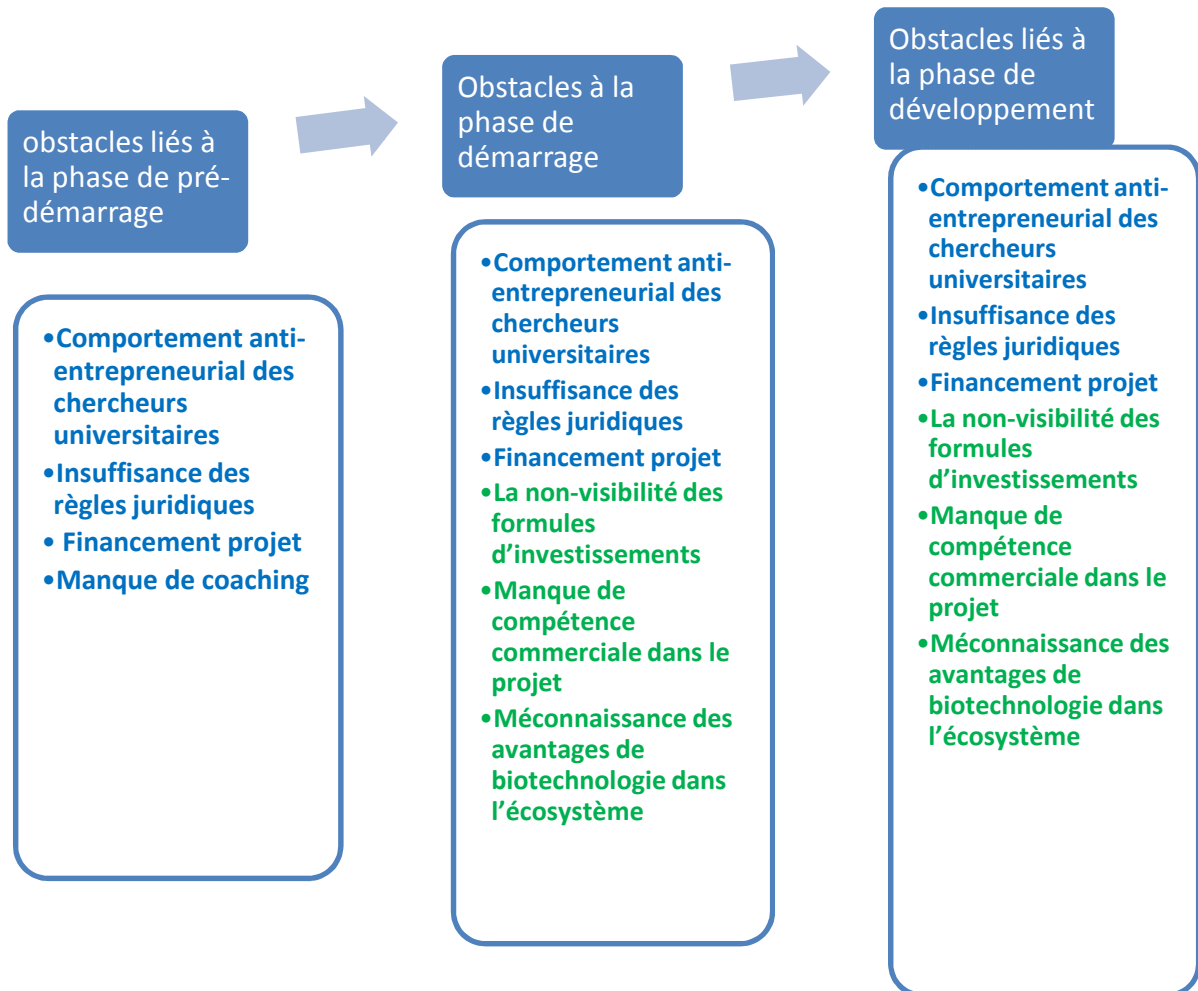 obstacles liés à
la phase de pré-
démarrage
•Comportement anti-
entrepreneurial des
chercheurs
universitaires
•Insuffisance des
règles juridiques
• Financement projet
•Manque de coaching
Obstacles à la
phase de
démarrage
•Comportement anti-
entrepreneurial des
chercheurs
universitaires
•Insuffisance des
règles juridiques
•Financement projet
•La non-visibilité des
formules
d’investissements
•Manque de
compétence
commerciale dans le
projet
•Méconnaissance des
avantages de
biotechnologie dans
l’écosystème
Obstacles liés à
la phase de
développement
•Comportement anti-
entrepreneurial des
chercheurs
universitaires
•Insuffisance des
règles juridiques
•Financement projet
•La non-visibilité des
formules
d’investissements
•Manque de
compétence
commerciale dans le
projet
•Méconnaissance des
avantages de
biotechnologie dans
l’écosystème